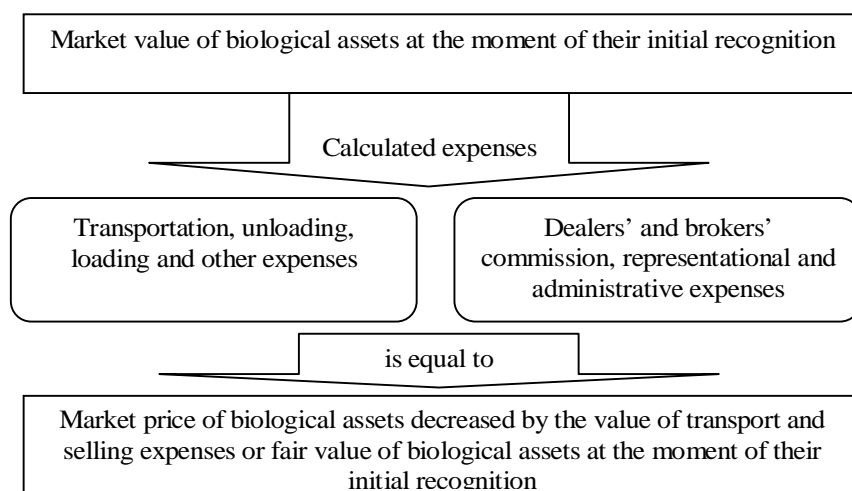 Market value of biological assets at the moment of their initial recognition
Calculated expenses
Transportation, unloading,
loading and other expenses
Dealers’ and brokers’
commission, representational and
administrative expenses
is equal to
Market price of biological assets decreased by the value of transport and
selling expenses or fair value of biological assets at the moment of their
initial recognition